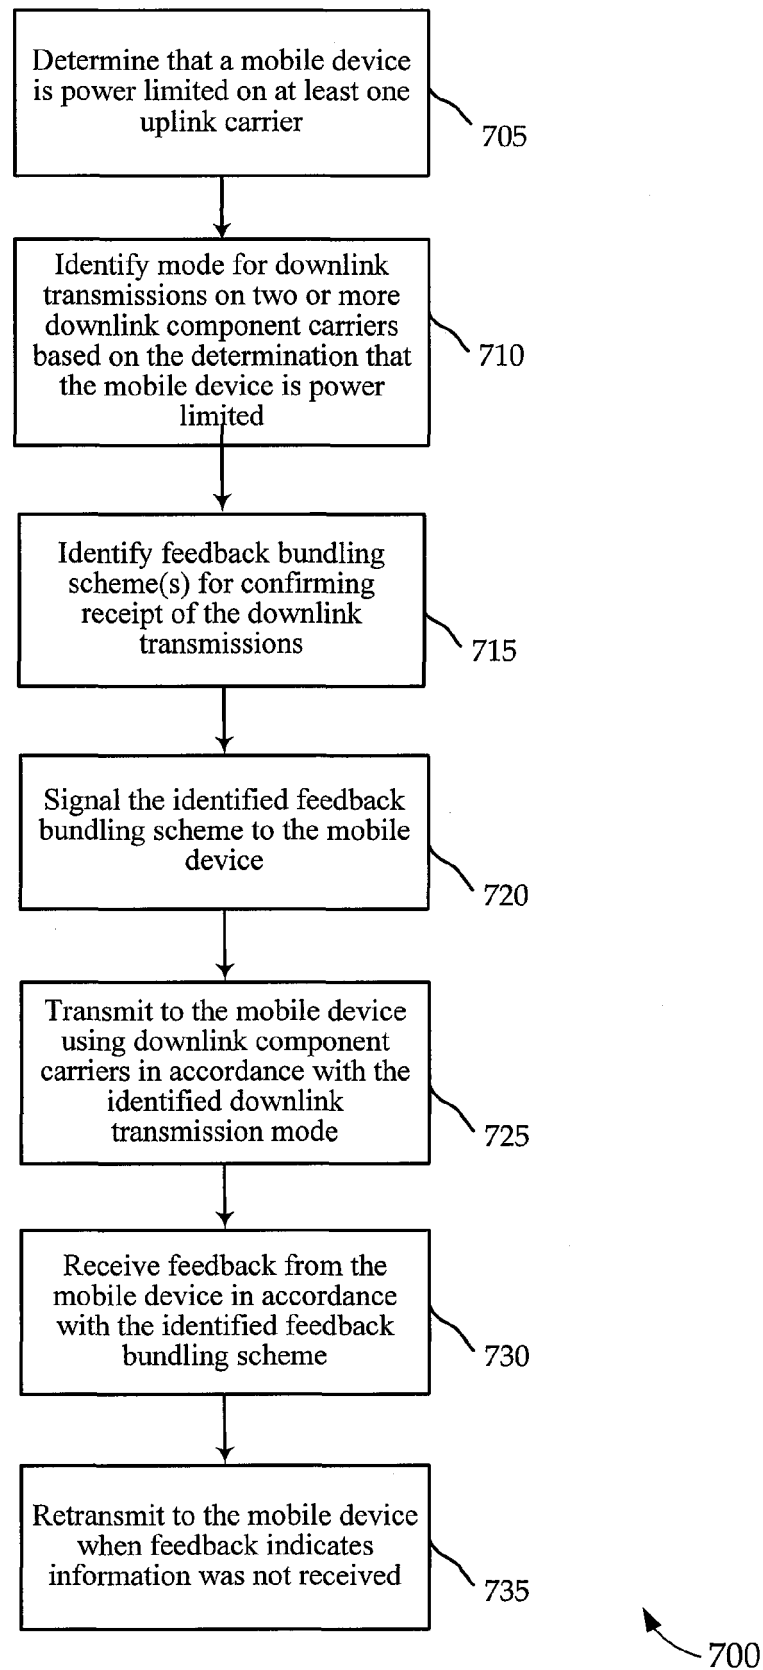 Determine that a mobile device
is power limited on at least one
uplink carrier
705
Identify mode for downlink
transmissions on two or more
downlink component carriers
based on the determination that
the mobile device is power
limited
710
Identify feedback bundling
scheme(s) for confirming
receipt of the downlink
transmissions
715
Signal the identified feedback
bundling scheme to the mobile
device
720
Transmit to the mobile device
using downlink component
carriers in accordance with the
identified downlink
transmission mode
725
Receive feedback from the
mobile device in accordance
with the identified feedback
bundling scheme
730
Retransmit to the mobile device
when feedback indicates
information was not received
735
700